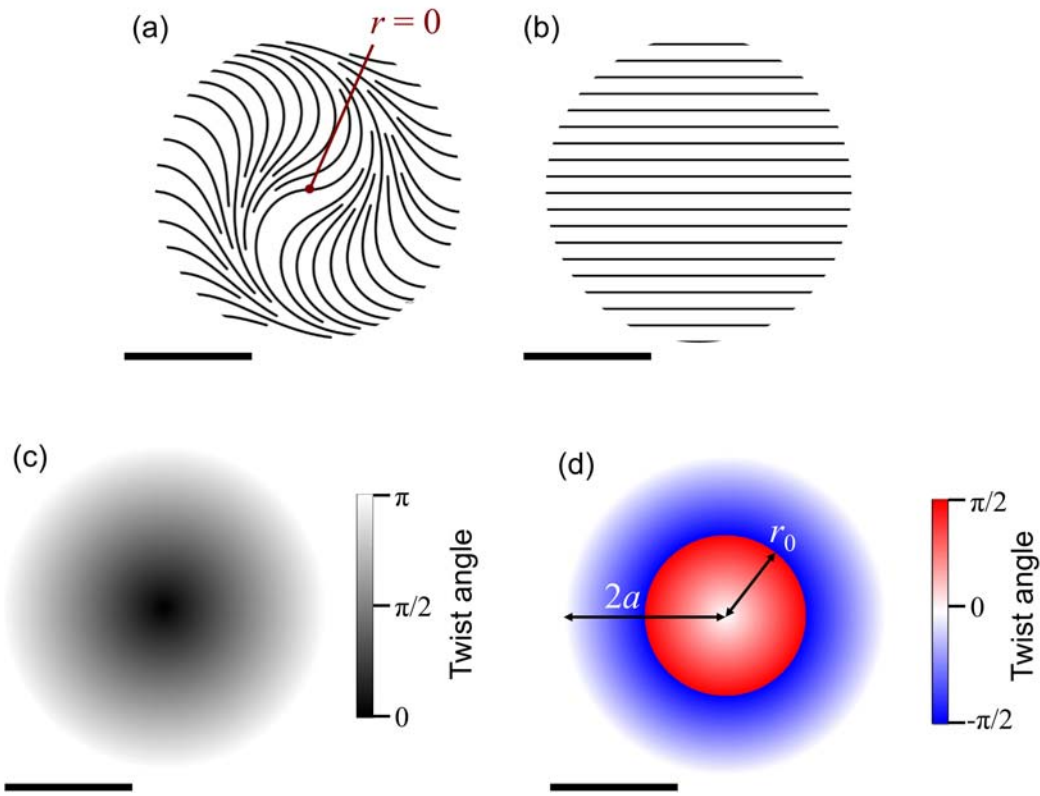 (a)
r = 0
(b)
(c)
π
π/2
0
Twist angle
(d)
r0
2a
π/2
0
-π/2
Twist angle